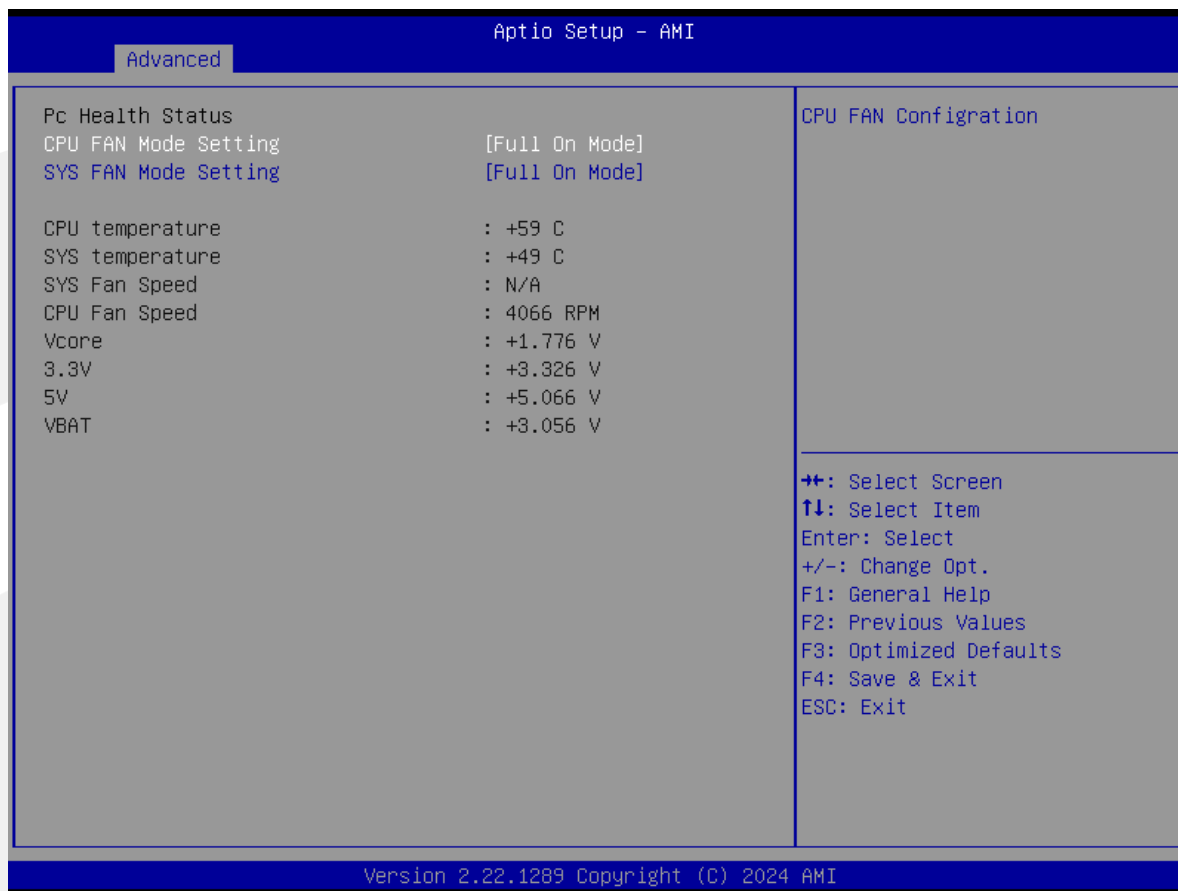 Aptio Setup – AMI
Advanced
Pc Health Status
CPU FAN Mode Setting [Full On Mode]
SYS FAN Mode Setting [Full On Mode]
CPU temperature : +59 C
SYS temperature : +49 C
SYS Fan Speed : N/A
CPU Fan Speed : 4066 RPM
Vcore : +1.776 V
3.3V : +3.326 V
5V : +5.066 V
VBAT : +3.056 V
CPU FAN Configration
→←: Select Screen
↑↓: Select Item
Enter: Select
+/-: Change Opt.
F1: General Help
F2: Previous Values
F3: Optimized Defaults
F4: Save & Exit
ESC: Exit
Version 2.22.1289 Copyright (C) 2024 AMI